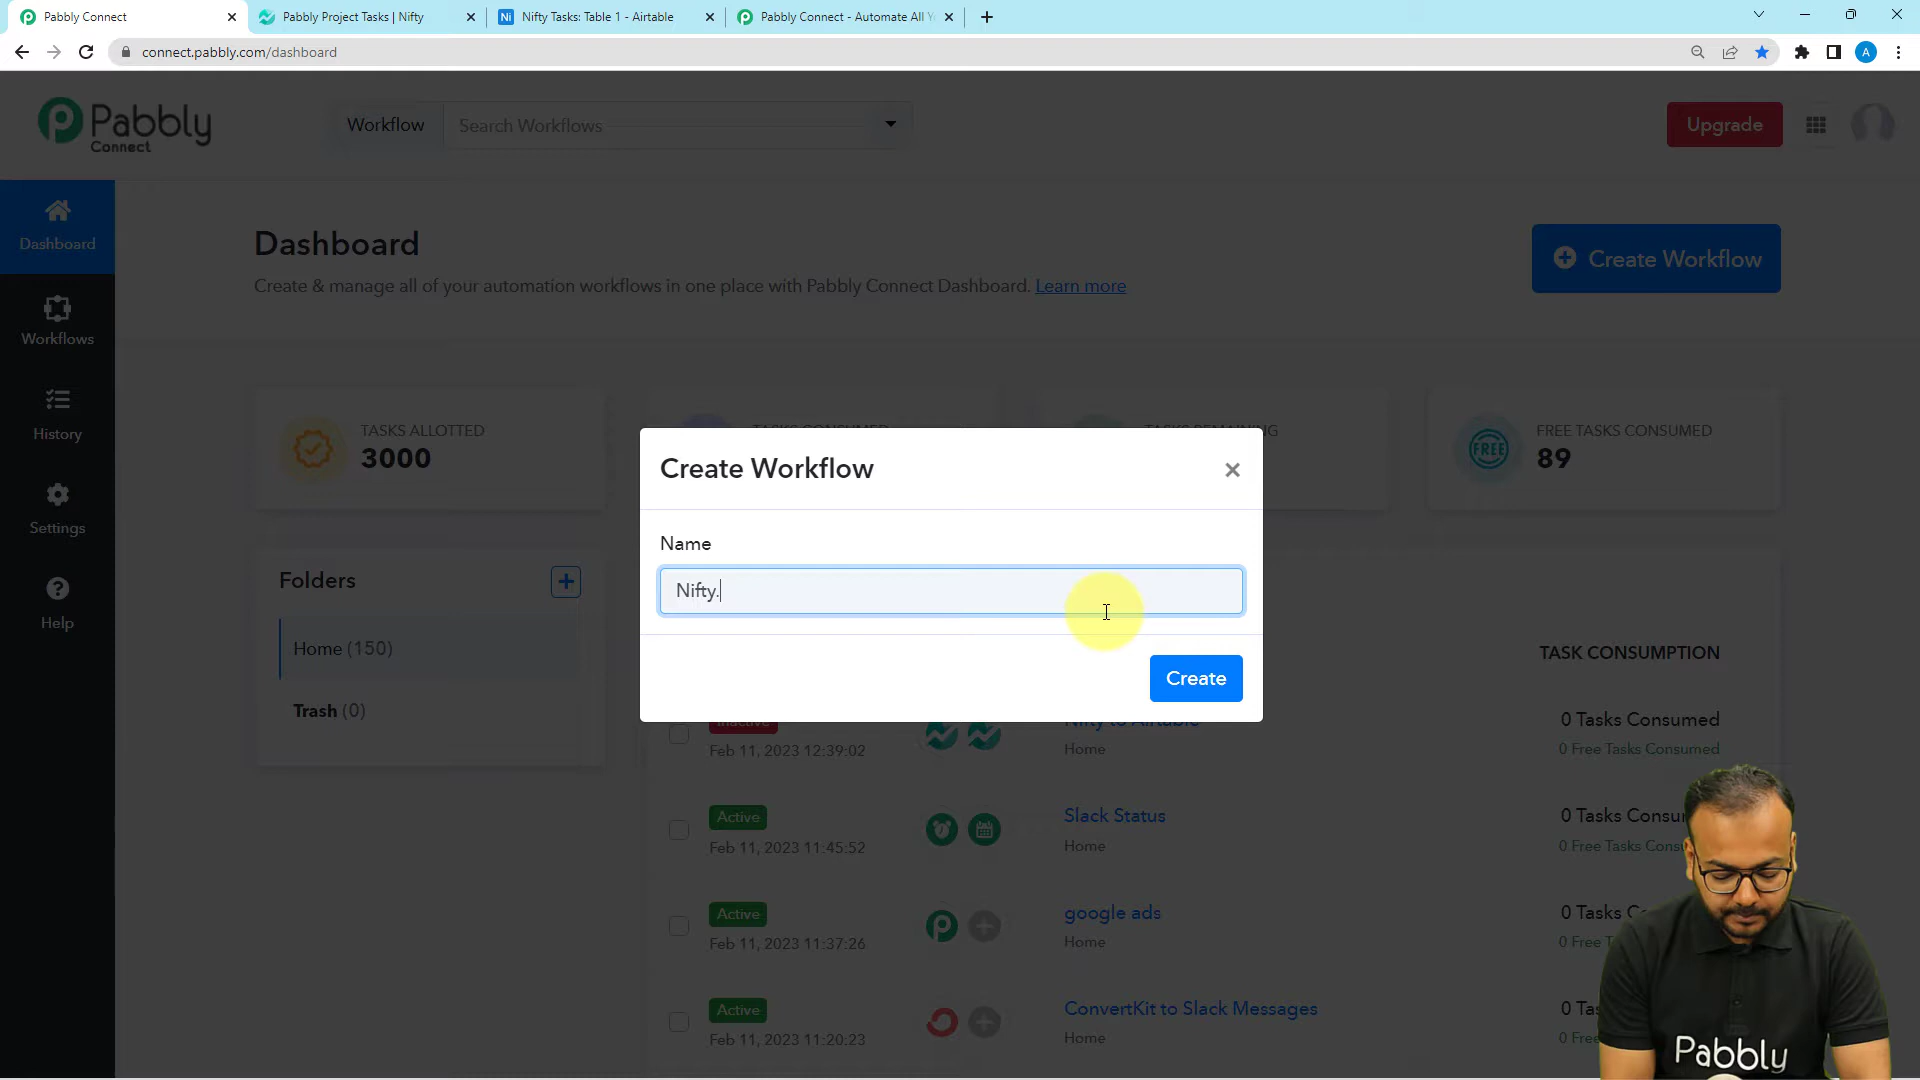 Pabbly Connect
Pabbly Project Tasks | Nifty
Ni
Nifty Tasks: Table 1 - Airtable
Pabbly Connect - Automate All Y
connect.pabbly.com/dashboard
A
Pabbly
Connect
Workflow
Search Workflows
Upgrade
Dashboard
Workflows
History
Settings
Help
Dashboard
Create & manage all of your automation workflows in one place with Pabbly Connect Dashboard. Learn more
Create Workflow
TASKS ALLOTTED
3000
TASKS CONSUMED
TASKS REMAINING
FREE
FREE TASKS CONSUMED
89
Create Workflow
Name
Nifty.
Create
Folders
Home (150)
Trash (0)
TASK CONSUMPTION
Inactive
Feb 11, 2023 12:39:02
Nifty to Airtable
Home
0 Tasks Consumed
0 Free Tasks Consumed
Active
Feb 11, 2023 11:45:52
Slack Status
Home
0 Tasks Consu
0 Free Tasks Cons
Active
Feb 11, 2023 11:37:26
google ads
Home
0 Tasks C
0 Free T
Active
Feb 11, 2023 11:20:23
ConvertKit to Slack Messages
Home
0 Ta
0 Free
Pabbly